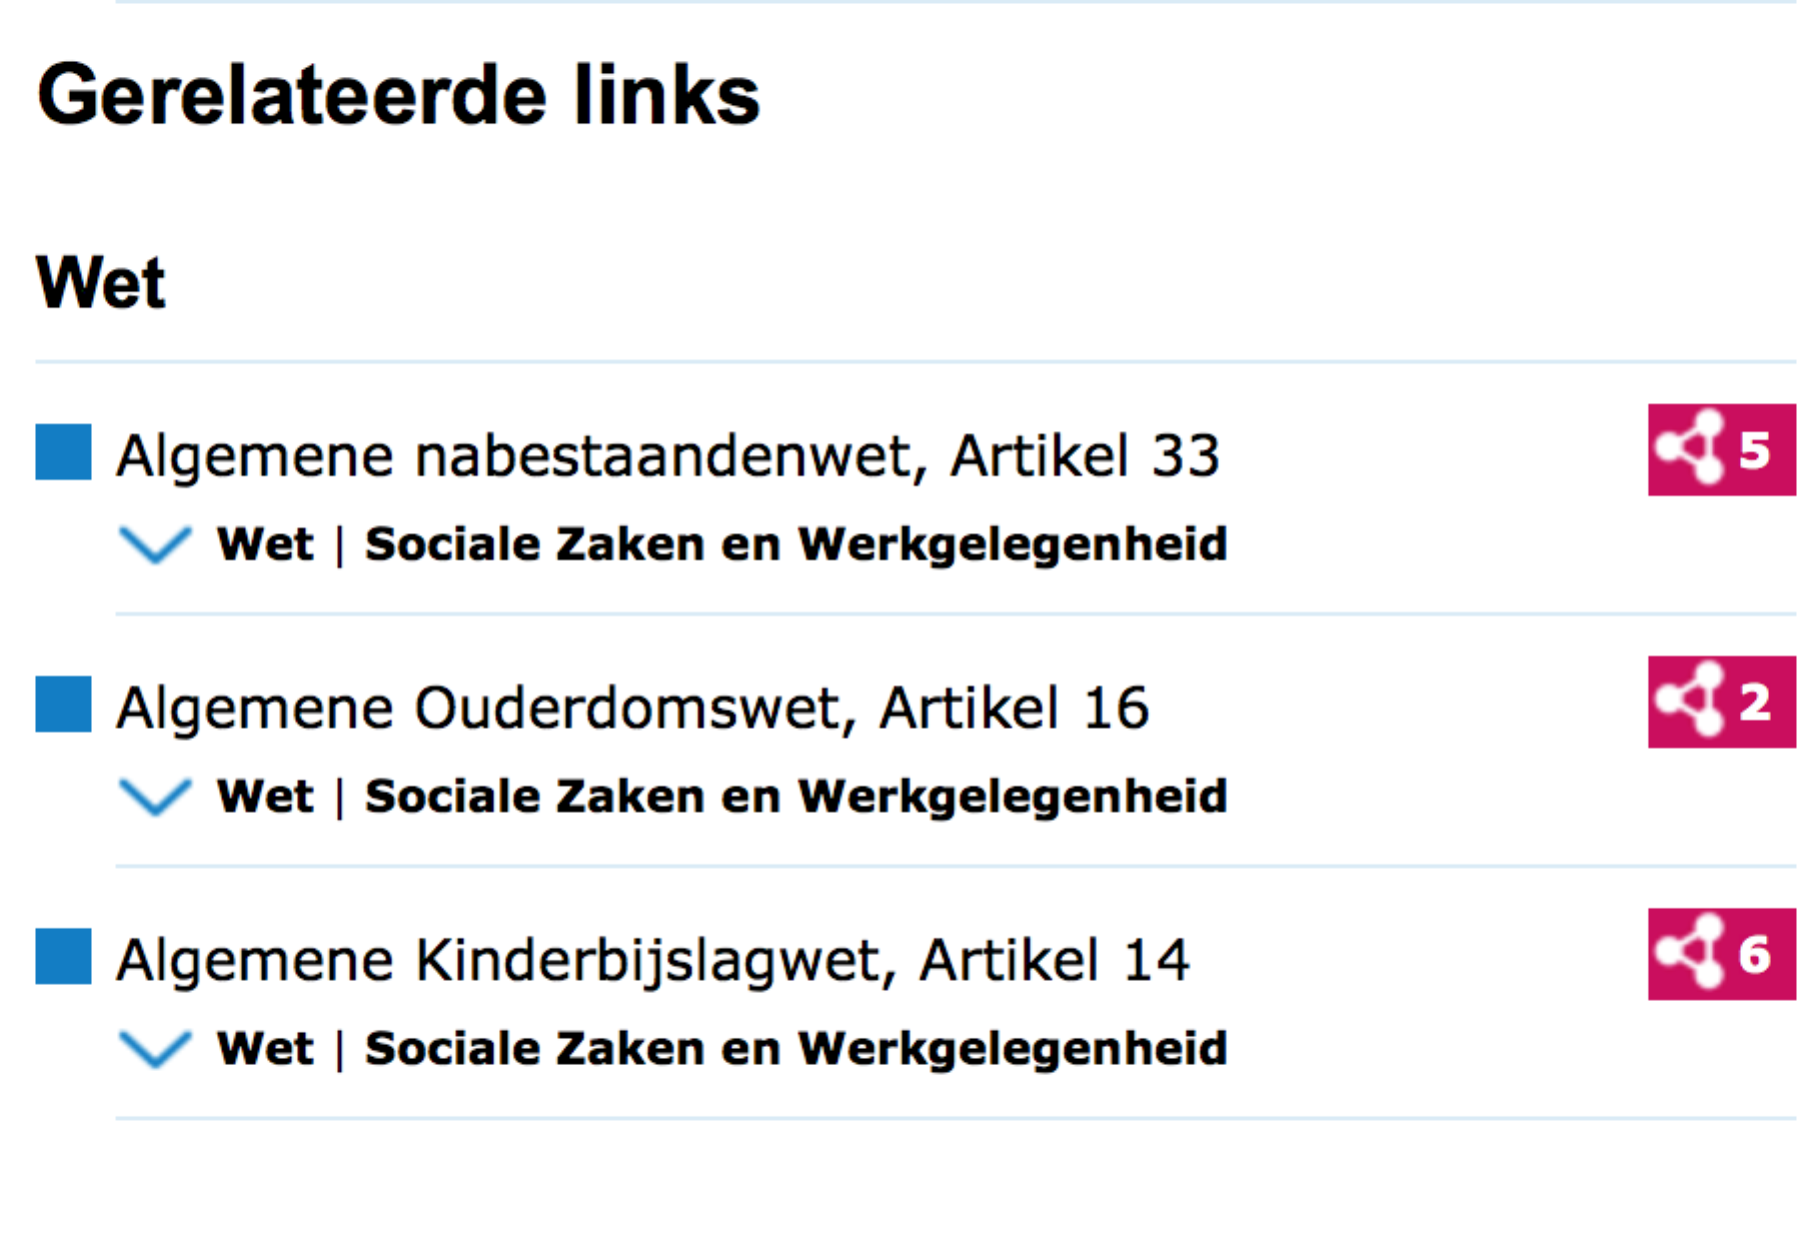 Gerelateerde links
Wet
Algemene nabestaandenwet, Artikel 33
5
Wet | Sociale Zaken en Werkgelegenheid
Algemene Ouderdomswet, Artikel 16
2
Wet | Sociale Zaken en Werkgelegenheid
Algemene Kinderbijslagwet, Artikel 14
6
Wet | Sociale Zaken en Werkgelegenheid